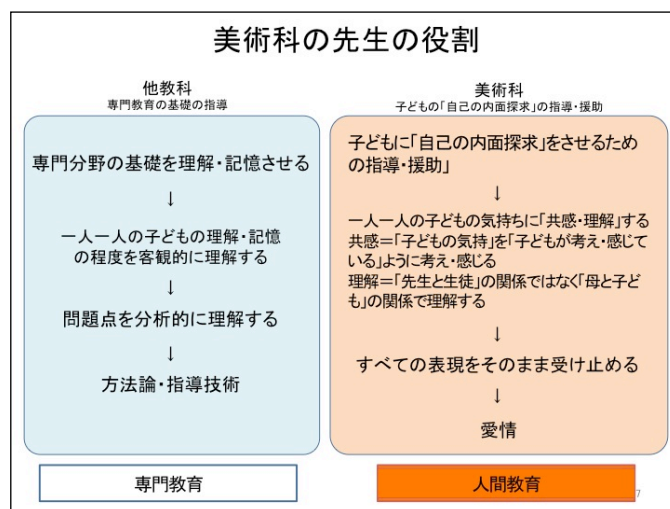 美術科の先生の役割
他教科
専門教育の基礎の指導
専門分野の基礎を理解・記憶させる
↓
一人一人の子どもの理解・記憶
の程度を客観的に理解する
↓
問題点を分析的に理解する
↓
方法論・指導技術
専門教育
美術科
子どもの「自己の内面探求」の指導・援助
子どもに「自己の内面探求」をさせるため
の指導・援助」
↓
一人一人の子どもの気持ちに「共感・理解」する
共感=「子どもの気持」を「子どもが考え・感じて
いる」ように考え・感じる
理解=「先生と生徒」の関係ではなく「母と子ど
も」の関係で理解する
↓
すべての表現をそのまま受け止める
↓
愛情
人間教育
7